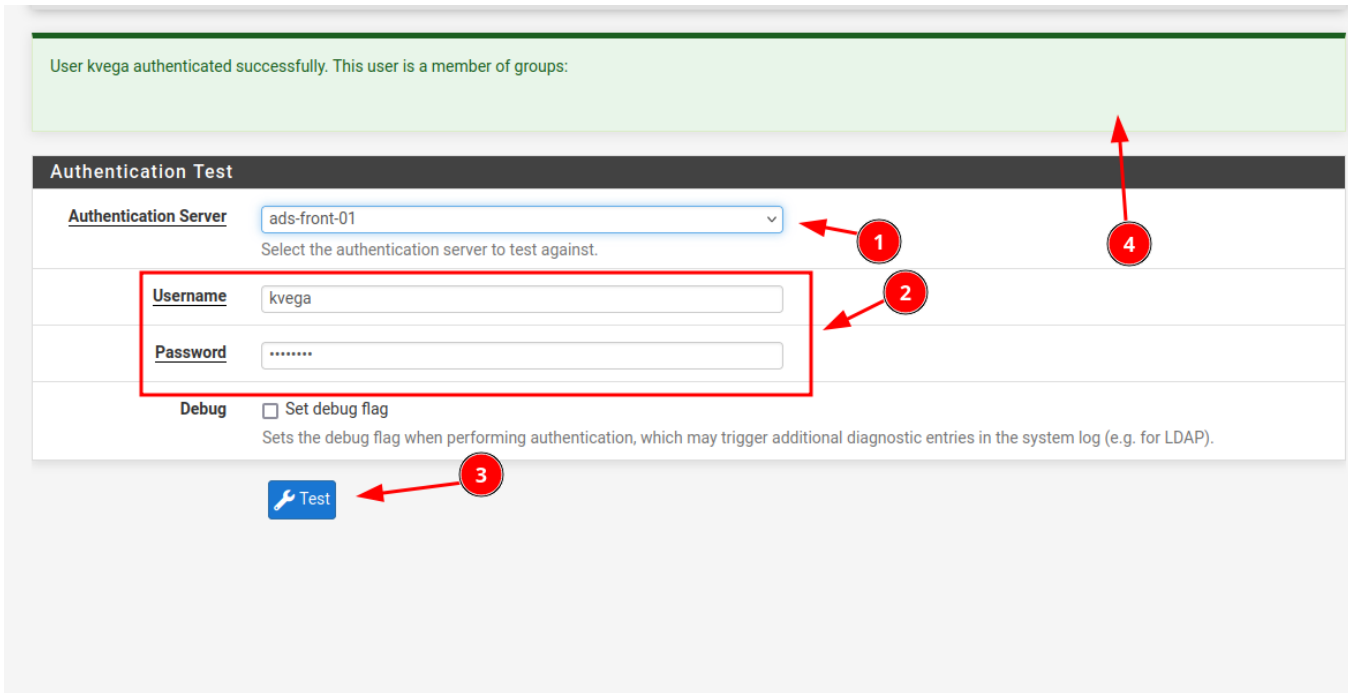 User kvega authenticated successfully. This user is a member of groups:
Authentication Test
Authentication Server
ads-front-01
1
Select the authentication server to test against.
4
Username
kvega
2
Password
••••••••
Debug
Set debug flag
Sets the debug flag when performing authentication, which may trigger additional diagnostic entries in the system log (e.g. for LDAP).
3
Test